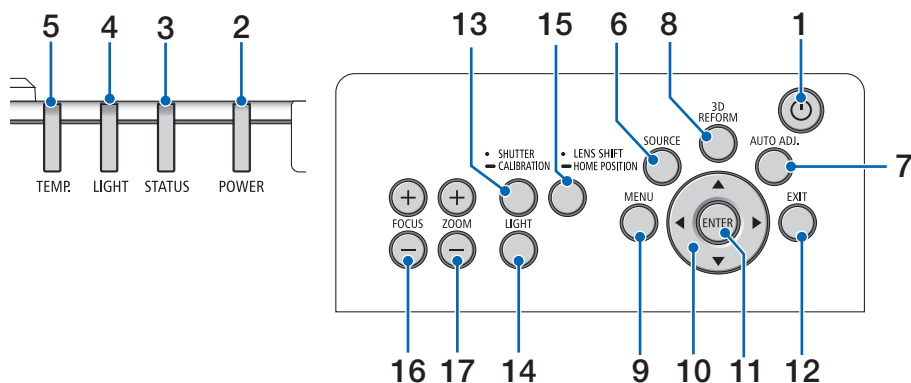 5 4 3 2
TEMP. LIGHT STATUS POWER
13 15 6 8 1
3D
REFORM
SOURCE
AUTO ADJ.
7
• SHUTTER
– CALIBRATION
• LENS SHIFT
– HOME POSITION
MENU
EXIT
+ +
FOCUS ZOOM LIGHT
ENTER
– –
16 17 14 9 10 11 12